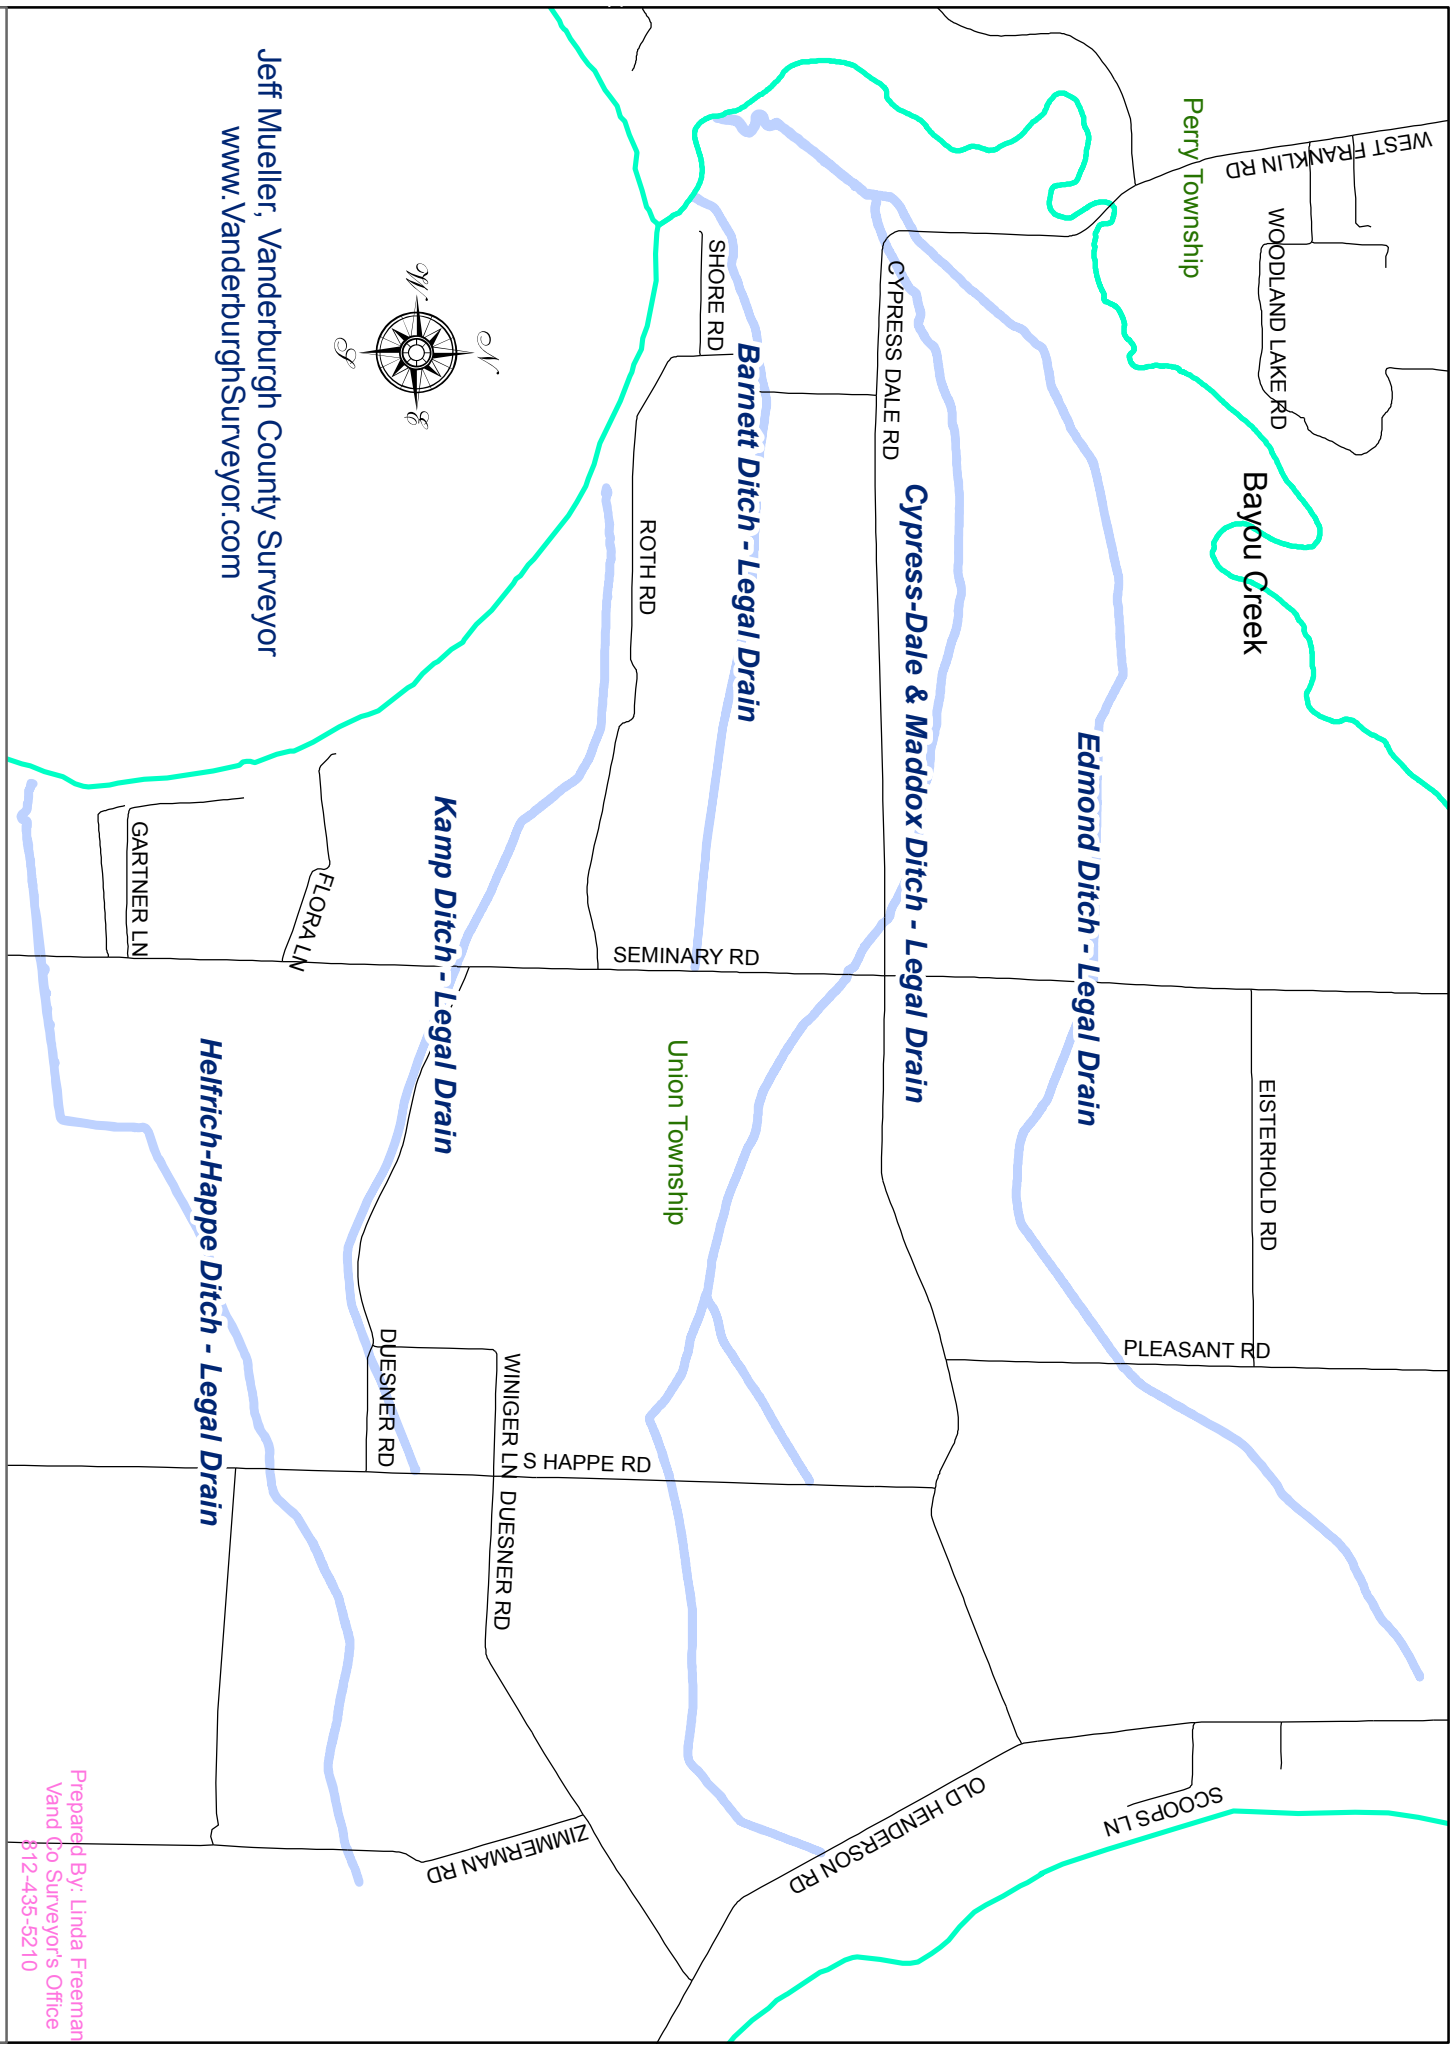 WEST FRANKLIN RD
Perry Township
WOODLAND LAKE RD
Bayou Creek
EISTERHOLD RD
PLEASANT RD
SCOOPS LN
Edmond Ditch - Legal Drain
CYPRESS DALE RD
Cypress-Dale & Maddox Ditch - Legal Drain
OLD HENDERSON RD
SHORE RD
Barnett Ditch - Legal Drain
SEMINARY RD
Union Township
ROTH RD
S HAPPE RD
WINIGER LN
DUESNER RD
ZIMMERMAN RD
N
W
E
S
Kamp Ditch - Legal Drain
DUESNER RD
FLORA LN
Jeff Mueller, Vanderburgh County Surveyor
www.VanderburghSurveyor.com
Helfrich-Happe Ditch - Legal Drain
GARTNER LN
Prepared By: Linda Freeman
Vand Co Surveyor's Office
812-435-5210